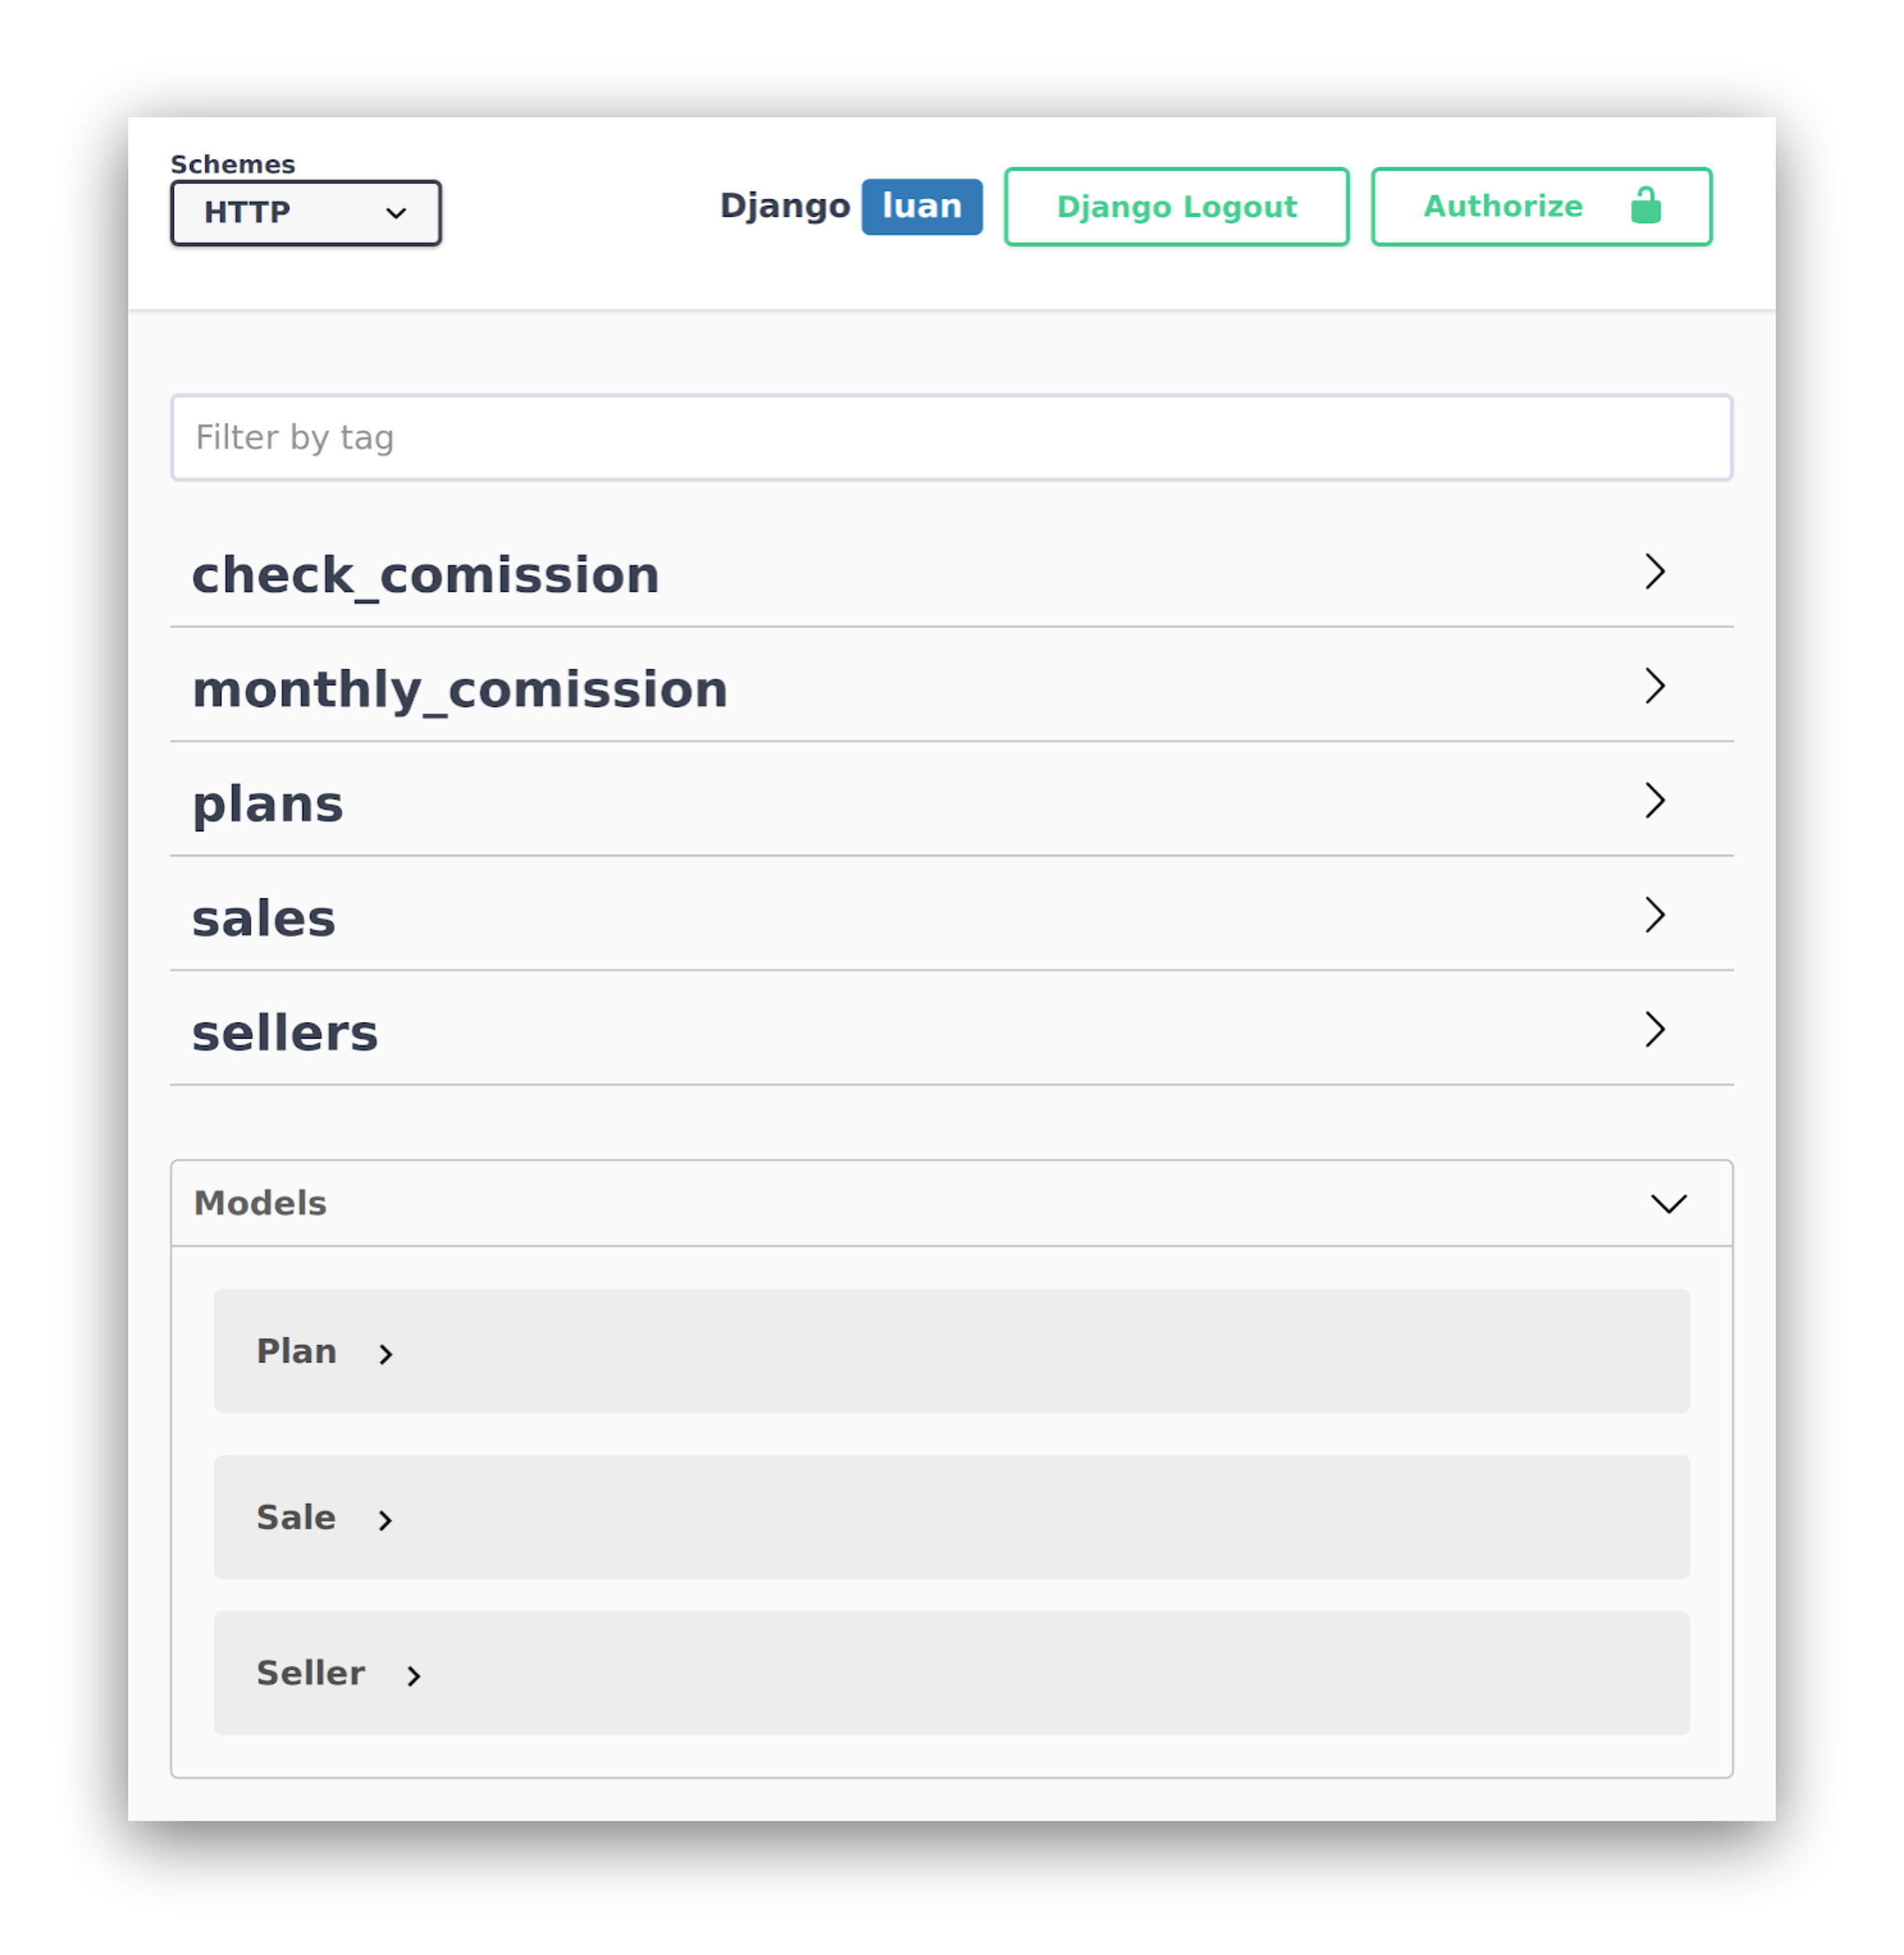 Schemes
HTTP
Django luan Django Logout Authorize
Filter by tag
check_comission
monthly_comission
plans
sales
sellers
Models
Plan
Sale
Seller